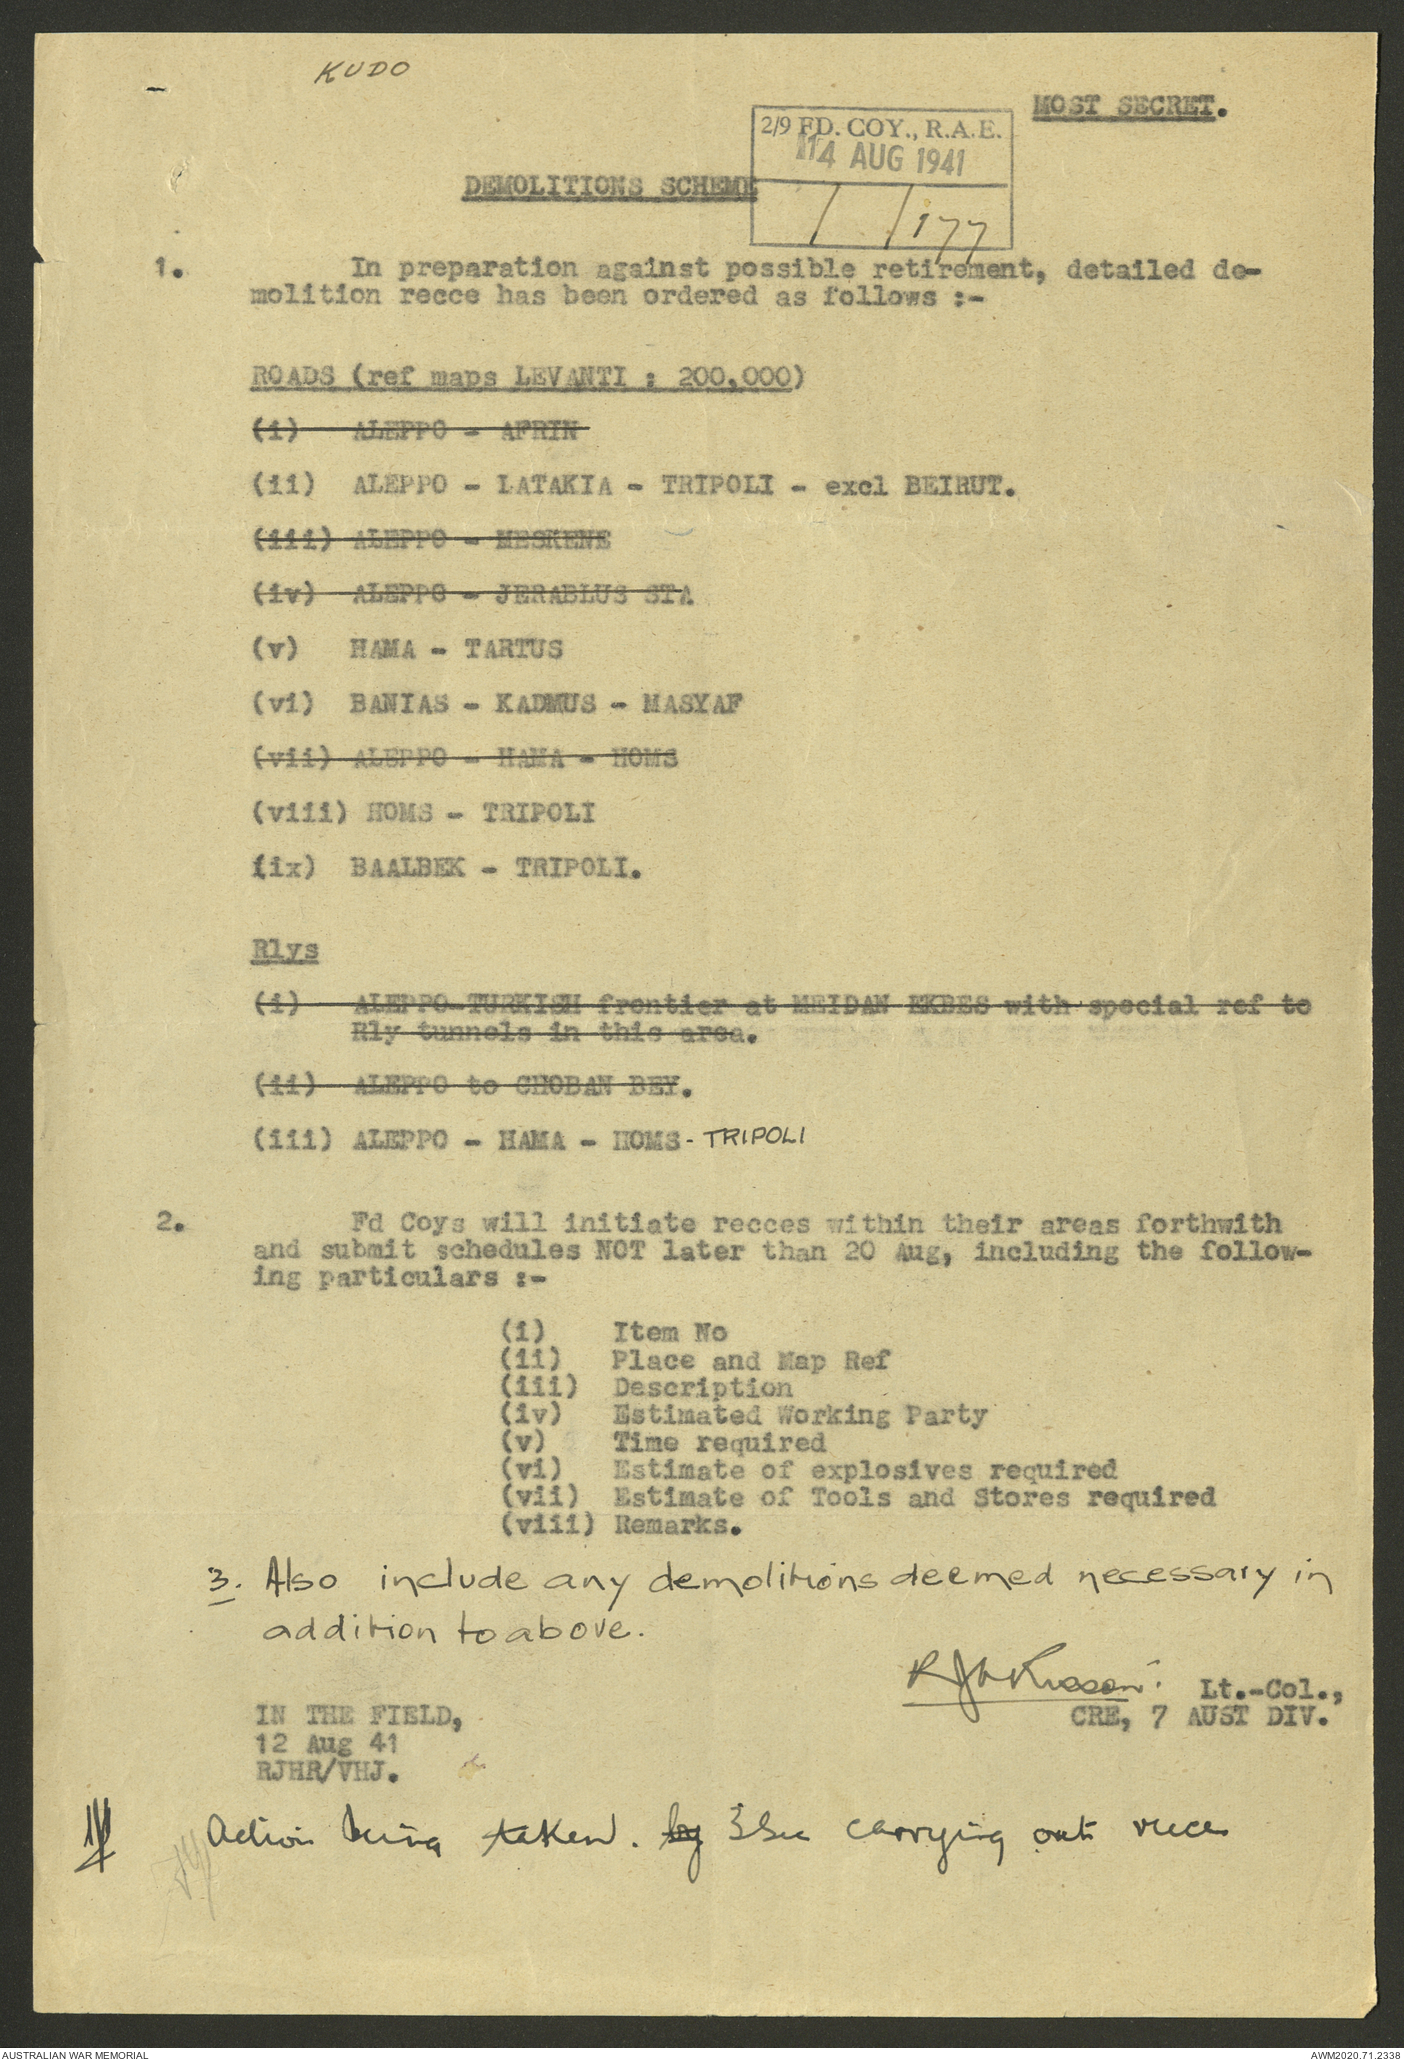 KUDO
MOST SECRET.
2/9 FD. COY., R.A.E.
14 AUG 1941
/ /177
DEMOLITIONS SCHEME
1. In preparation against possible retirement, detailed de-
molition recce has been ordered as follows :-
ROADS (ref maps LEVANTI : 200,000)
(i) ALEPPO - AFRIN
(ii) ALEPPO - LATAKIA - TRIPOLI - excl BEIRUT.
(iii) ALEPPO - MESKENE
(iv) ALEPPO - JERABLUS STA
(v) HAMA - TARTUS
(vi) BANIAS - KADMUS - MASYAF
(vii) ALEPPO - HAMA - HOMS
(viii) HOMS - TRIPOLI
(ix) BAALBEK - TRIPOLI.
Rlys
(i) ALEPPO-TURKISH frontier at MEIDAN EKBES with special ref to
Rly tunnels in this area.
(ii) ALEPPO to CHOBAN BEY.
(iii) ALEPPO - HAMA - HOMS - TRIPOLI
2. Fd Coys will initiate recces within their areas forthwith
and submit schedules NOT later than 20 Aug, including the follow-
ing particulars :-
(i) Item No
(ii) Place and Map Ref
(iii) Description
(iv) Estimated Working Party
(v) Time required
(vi) Estimate of explosives required
(vii) Estimate of Tools and Stores required
(viii) Remarks.
3. Also include any demolitions deemed necessary in
addition to above.
Lt.-Col.,
IN THE FIELD,
CRE, 7 AUST DIV.
12 Aug 41
RJHR/VHJ.
Action being taken. by 3 Sec carrying out recce
AUSTRALIAN WAR MEMORIAL
AWM2020.71.2338